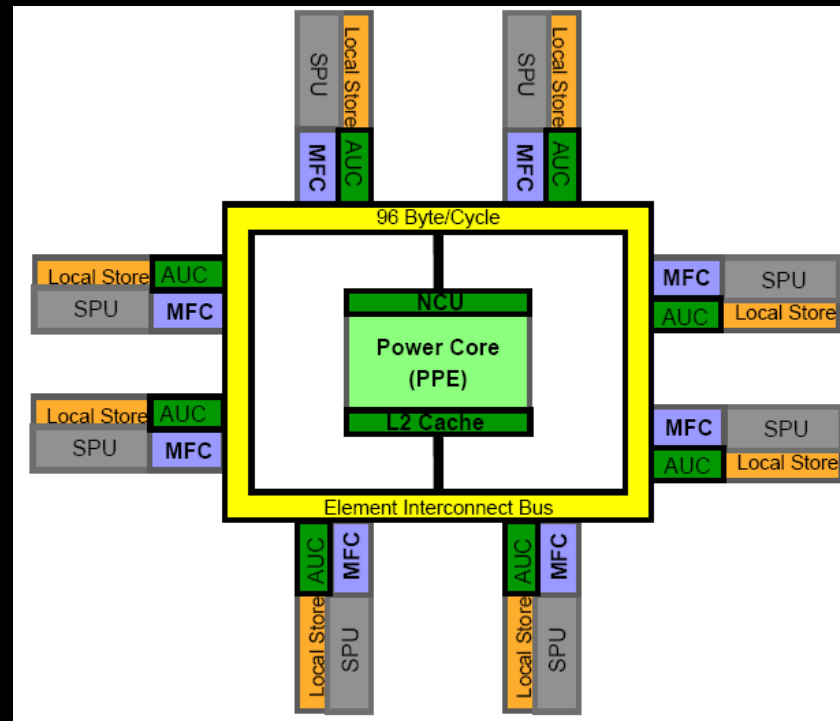 SPU
Local Store
MFC
AUC
SPU
Local Store
MFC
AUC
96 Byte/Cycle
Local Store
AUC
SPU
MFC
MFC
SPU
AUC
Local Store
NCU
Power Core
(PPE)
L2 Cache
Local Store
AUC
SPU
MFC
MFC
SPU
AUC
Local Store
Element Interconnect Bus
AUC
MFC
Local Store
SPU
AUC
MFC
Local Store
SPU